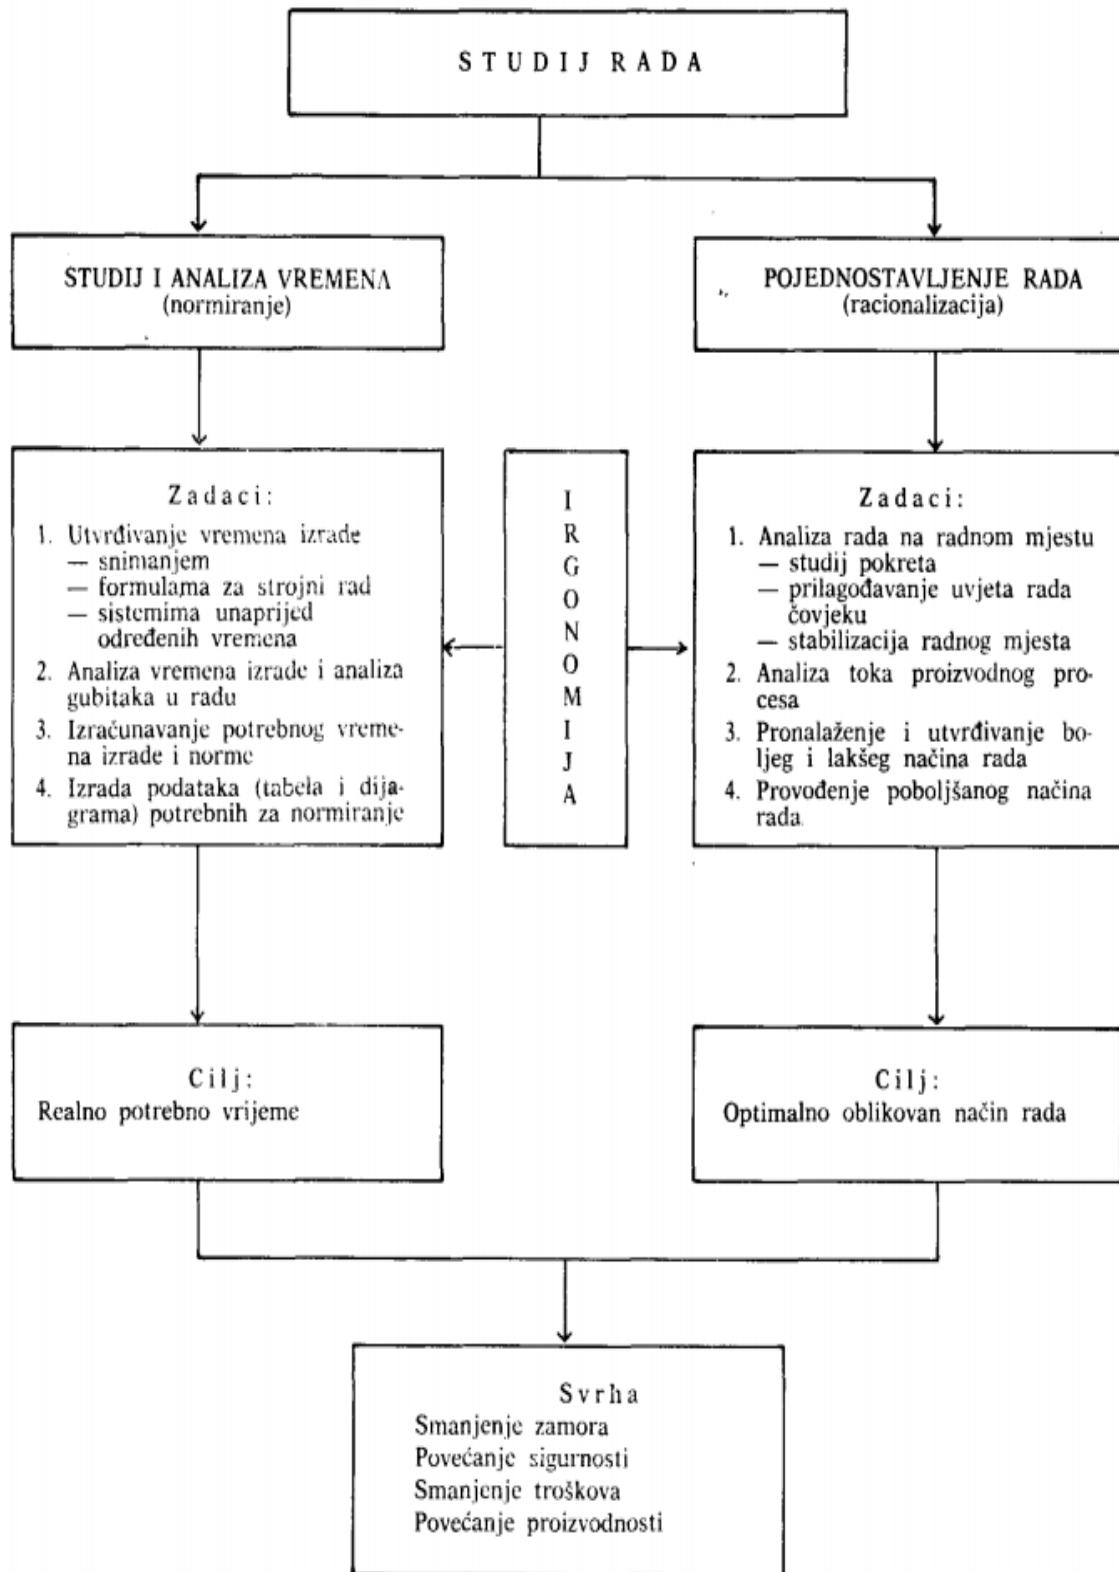 STUDIJ RADA
STUDIJ I ANALIZA VREMENA
(normiranje)
POJEDNOSTAVLJENJE RADA
(racionalizacija)
Zadaci:
1. Utvrđivanje vremena izrade
— snimanjem
— formulama za strojni rad
— sistemima unaprijed
određenih vremena
2. Analiza vremena izrade i analiza
gubitaka u radu
3. Izračunavanje potrebnog vreme-
na izrade i norme
4. Izrada podataka (tabela i dija-
grama) potrebnih za normiranje
I
R
G
O
N
O
M
I
J
A
Zadaci:
1. Analiza rada na radnom mjestu
— studij pokreta
— prilagođavanje uvjeta rada
čovjeku
— stabilizacija radnog mjesta
2. Analiza toka proizvodnog pro-
cesa
3. Pronalaženje i utvrđivanje bo-
ljeg i lakšeg načina rada
4. Provođenje poboljšanog načina
rada.
Cilj:
Realno potrebno vrijeme
Cilj:
Optimalno oblikovan način rada
Svrha
Smanjenje zamora
Povećanje sigurnosti
Smanjenje troškova
Povećanje proizvodnosti